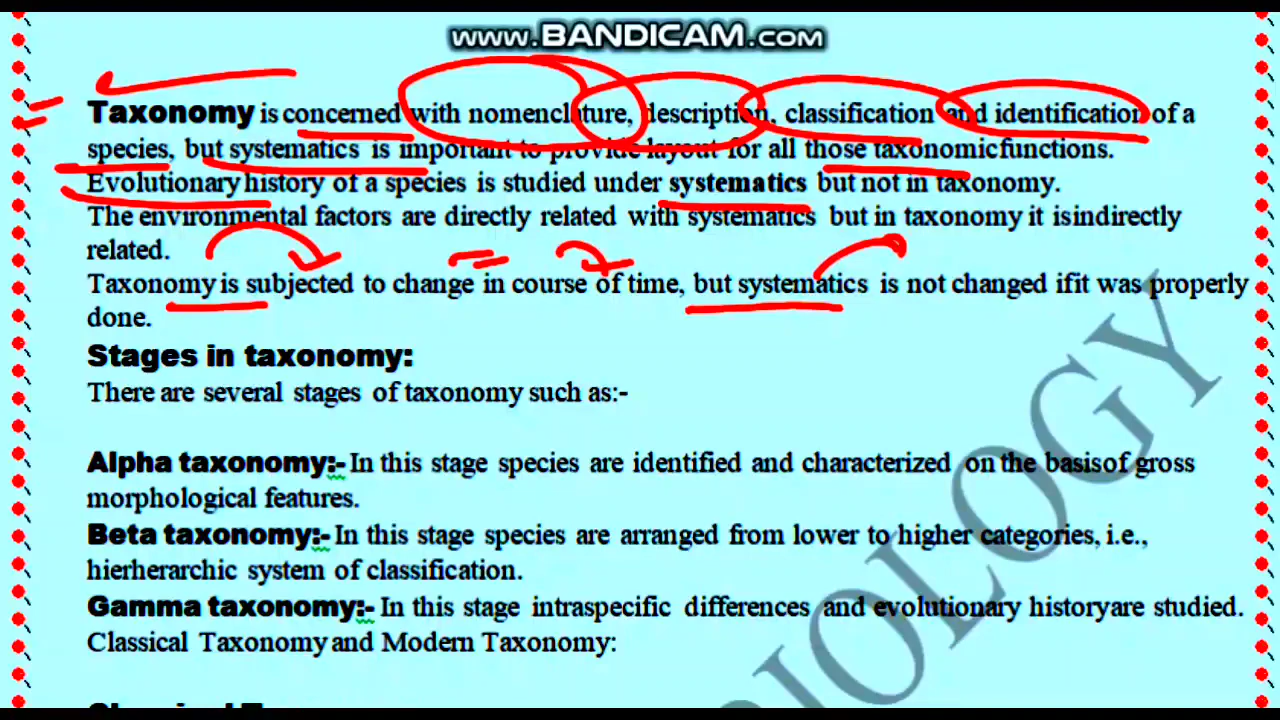 www.BANDICAM.com
Taxonomy is concerned with nomenclature, description, classification and identification of a
species, but systematics is important to provide layout for all those taxonomicfunctions.
Evolutionary history of a species is studied under systematics but not in taxonomy.
The environmental factors are directly related with systematics but in taxonomy it isindirectly
related.
Taxonomy is subjected to change in course of time, but systematics is not changed ifit was properly
done.
Stages in taxonomy:
There are several stages of taxonomy such as:-
Alpha taxonomy:- In this stage species are identified and characterized on the basisof gross
morphological features.
Beta taxonomy:- In this stage species are arranged from lower to higher categories, i.e.,
hierherarchic system of classification.
Gamma taxonomy:- In this stage intraspecific differences and evolutionary historyare studied.
Classical Taxonomy and Modern Taxonomy: